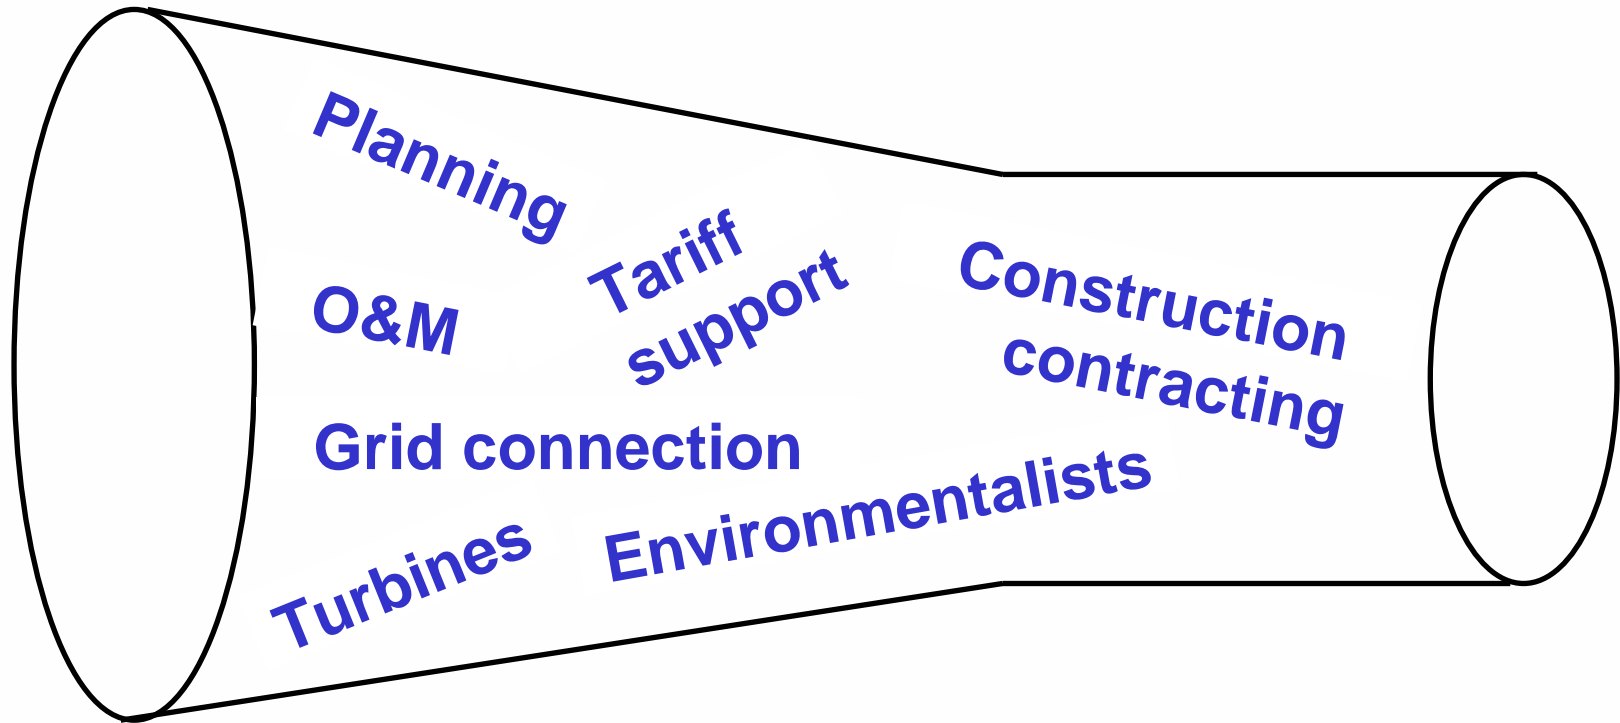 Planning
Tariff
support
O&M
Construction
contracting
Grid connection
Environmentalists
Turbines